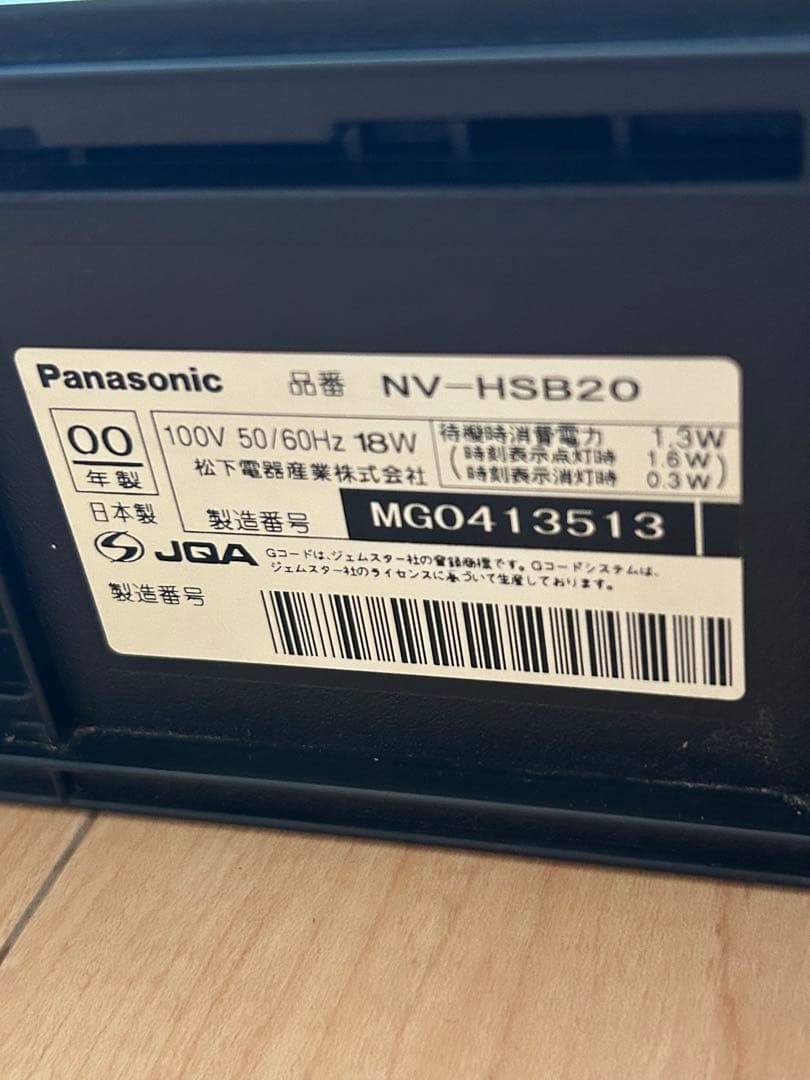 Panasonic 品番 NV-HSB20
00
年製
日本製
100V 50/60Hz 18W
松下電器産業株式会社
待機時消費電力 1.3W
(時刻表示点灯時 1.6W
時刻表示消灯時 0.3W)
製造番号 MG0413513
JQA
Gコードは、ジェムスター社の登録商標です。Gコードシステムは、
ジェムスター社のライセンスに基づいて生産しております。
製造番号